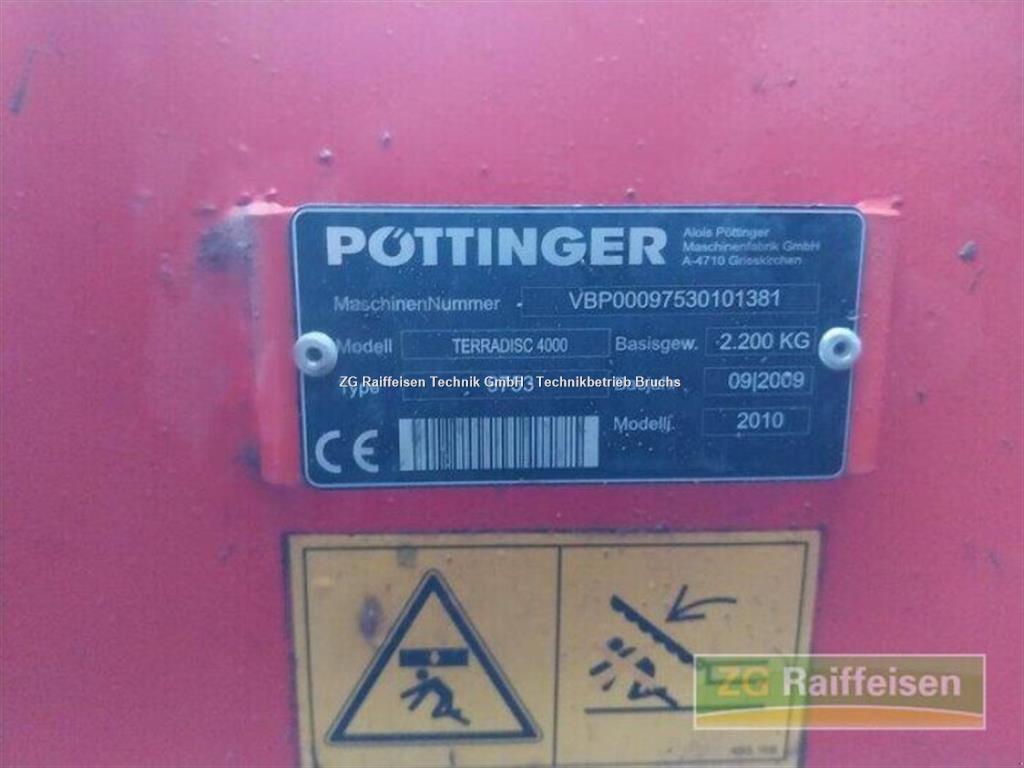 PÖTTINGER
Alois Pöttinger
Maschinenfabrik GmbH
A-4710 Grieskirchen
MaschinenNummer VBP00097530101381
Modell TERRADISC 4000 Basisgew. 2.200 KG
Type 09|2009
ZG Raiffeisen Technik GmbH - Technikbetrieb Bruchs
Modellj. 2010
CE
ZG Raiffeisen